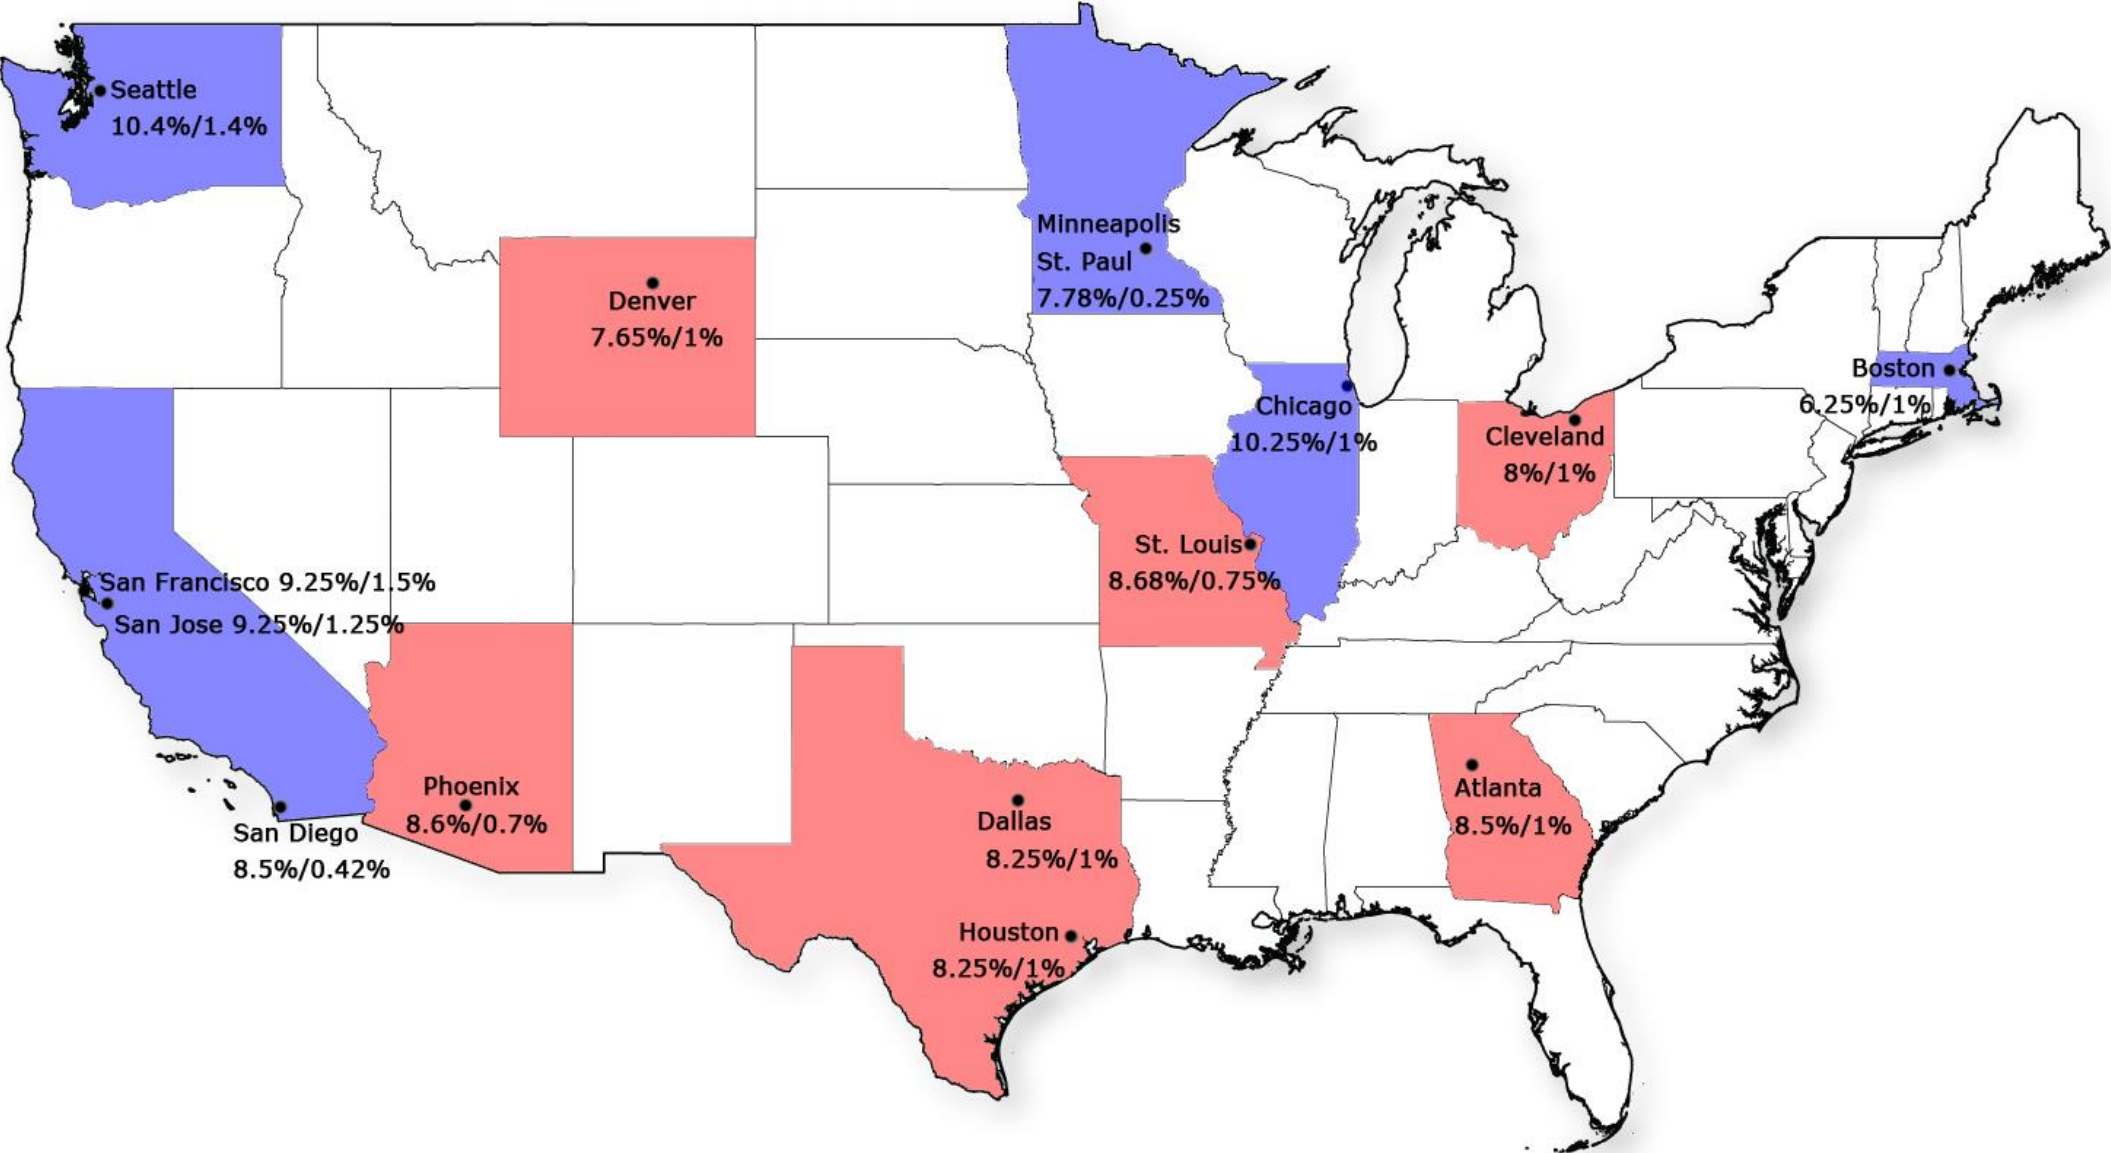 Seattle
10.4%/1.4%
Minneapolis
St. Paul
7.78%/0.25%
Denver
7.65%/1%
Boston
6.25%/1%
Chicago
10.25%/1%
Cleveland
8%/1%
St. Louis
8.68%/0.75%
San Francisco 9.25%/1.5%
San Jose 9.25%/1.25%
Phoenix
8.6%/0.7%
San Diego
8.5%/0.42%
Dallas
8.25%/1%
Atlanta
8.5%/1%
Houston
8.25%/1%